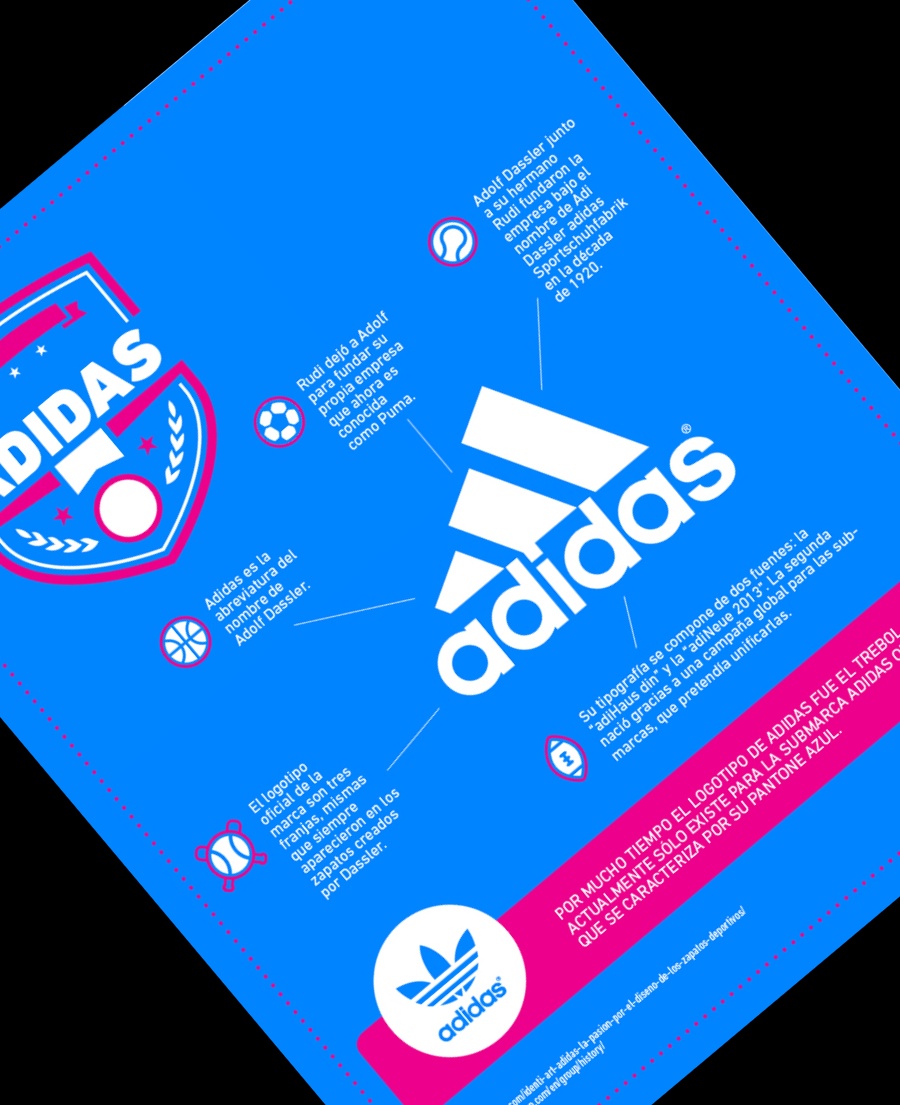 ADIDAS
Adolf Dassler junto
a su hermano
Rudi fundaron la
empresa bajo el
nombre de Adi
Dassler adidas
Sportschuhfabrik
en la década
de 1920.
Rudi dejó a Adolf
para fundar su
propia empresa
que ahora es
conocida
como Puma.
adidas®
Adidas es la
abreviatura del
nombre de
Adolf Dassler.
Su tipografía se compone de dos fuentes: la
"adiHaus din" y la "adiNeue 2013". La segunda
nació gracias a una campaña global para las sub-
marcas, que pretendía unificarlas.
El logotipo
oficial de la
marca son tres
franjas, mismas
que siempre
aparecieron en los
zapatos creados
por Dassler.
POR MUCHO TIEMPO EL LOGOTIPO DE ADIDAS FUE EL TREBOL
ACTUALMENTE SÓLO EXISTE PARA LA SUBMARCA ADIDAS O
QUE SE CARACTERIZA POR SU PANTONE AZUL.
adidas®
com/identi-art-adidas-la-pasion-por-el-diseno-de-los-zapatos-deportivos/
.com/en/group/history/